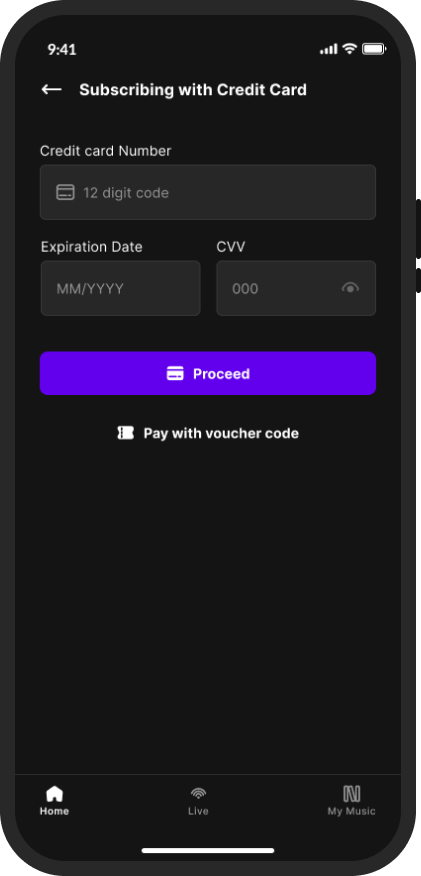 9:41
Subscribing with Credit Card
Credit card Number
12 digit code
Expiration Date CVV
MM/YYYY 000
Proceed
Pay with voucher code
Home Live My Music